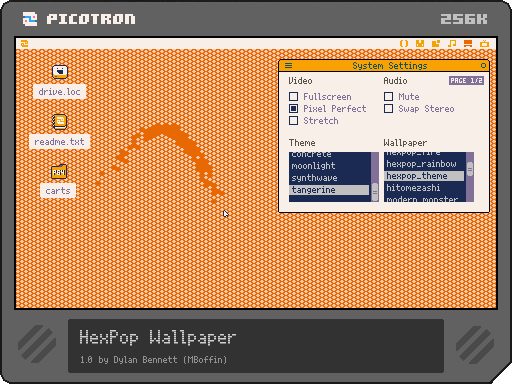 PICOTRON
256K
drive.loc
readme.txt
carts
System Settings
Video
Audio
PAGE 1/2
Fullscreen
Pixel Perfect
Stretch
Mute
Swap Stereo
Theme
Wallpaper
concrete
moonlight
synthwave
tangerine
hexpop_fire
hexpop_rainbow
hexpop_theme
hitomezashi
modern_monster
HexPop Wallpaper
1.0 by Dylan Bennett (MBoffin)